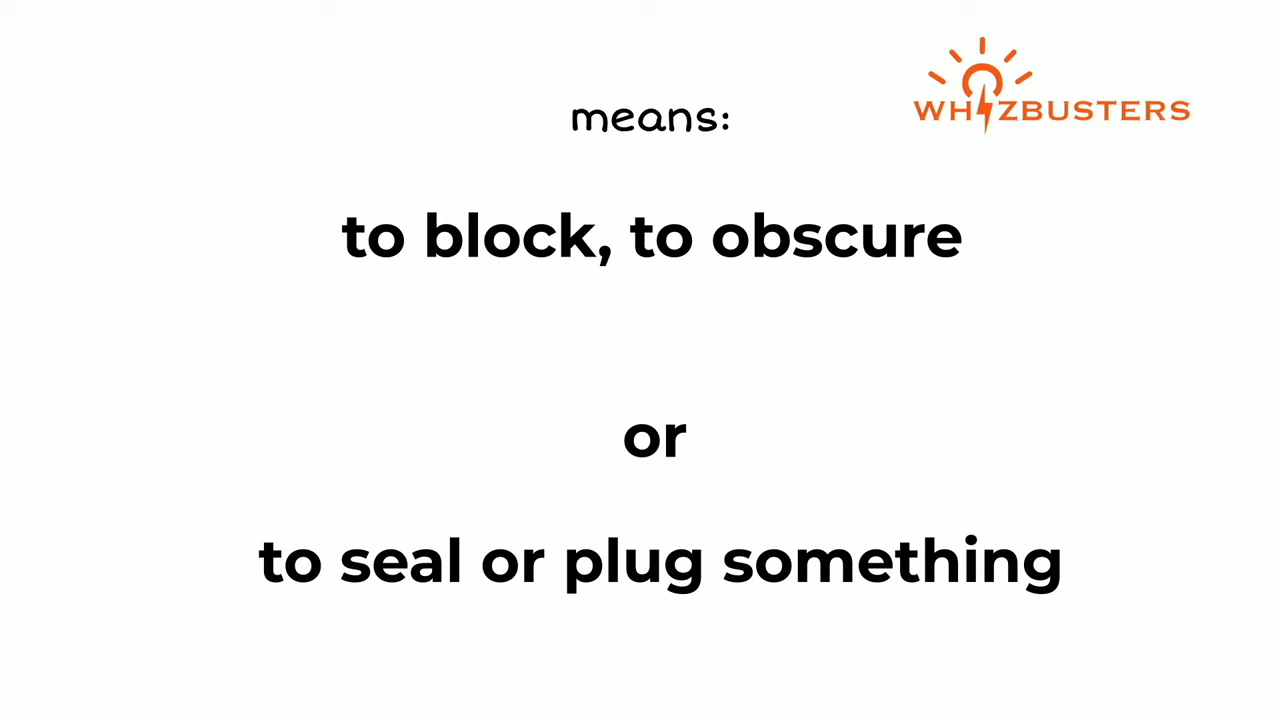 WHIZBUSTERS
means:
to block, to obscure
or
to seal or plug something